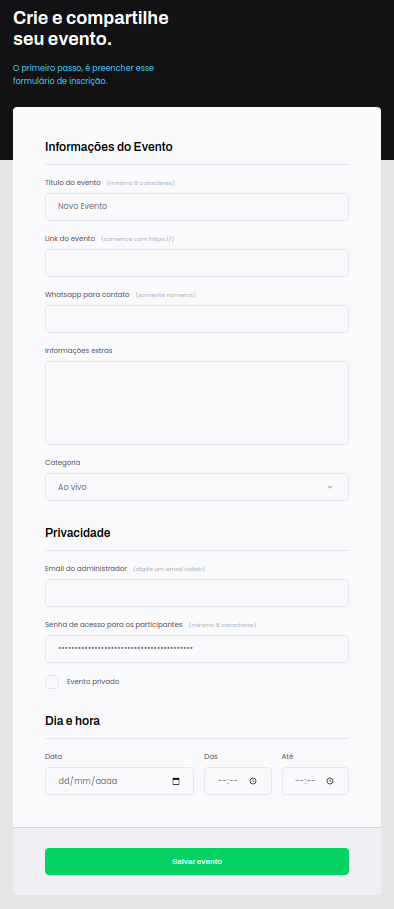 Crie e compartilhe
seu evento.
O primeiro passo, é preencher esse
formulário de inscrição.
Informações do Evento
Título do evento (mínimo 8 caracteres)
Novo Evento
Link do evento (comence com https://)
Whatsapp para contato (somente números)
Informações extras
Categoria
Ao vivo
Privacidade
Email do administrador (digite um email válido)
Senha de acesso para os participantes (mínimo 8 caracteres)
Evento privado
Dia e hora
Data Das Até
dd/mm/aaaa --:-- --:--
Salvar evento